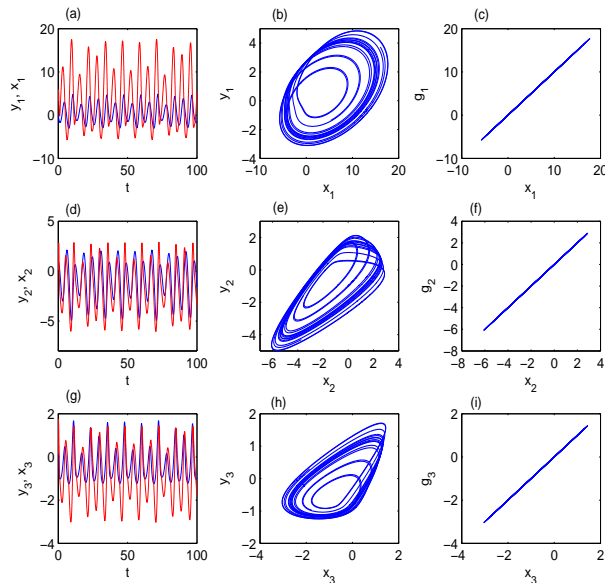 (a) (b) (c)
20 10 0 −10
y1, x1
0 50 100
t
4 2 0 −2 −4
y1
−10 0 10 20
x1
20 10 0 −10
g1
−10 0 10 20
x1
(d) (e) (f)
5 0 −5
y2, x2
0 50 100
t
2 0 −2 −4
y2
−6 −4 −2 0 2 4
x2
4 2 0 −2 −4 −6 −8
g2
−8 −6 −4 −2 0 2 4
x2
(g) (h) (i)
2 0 −2 −4
y3, x3
0 50 100
t
2 1 0 −1 −2
y3
−4 −2 0 2
x3
2 0 −2 −4
g3
−4 −2 0 2
x3